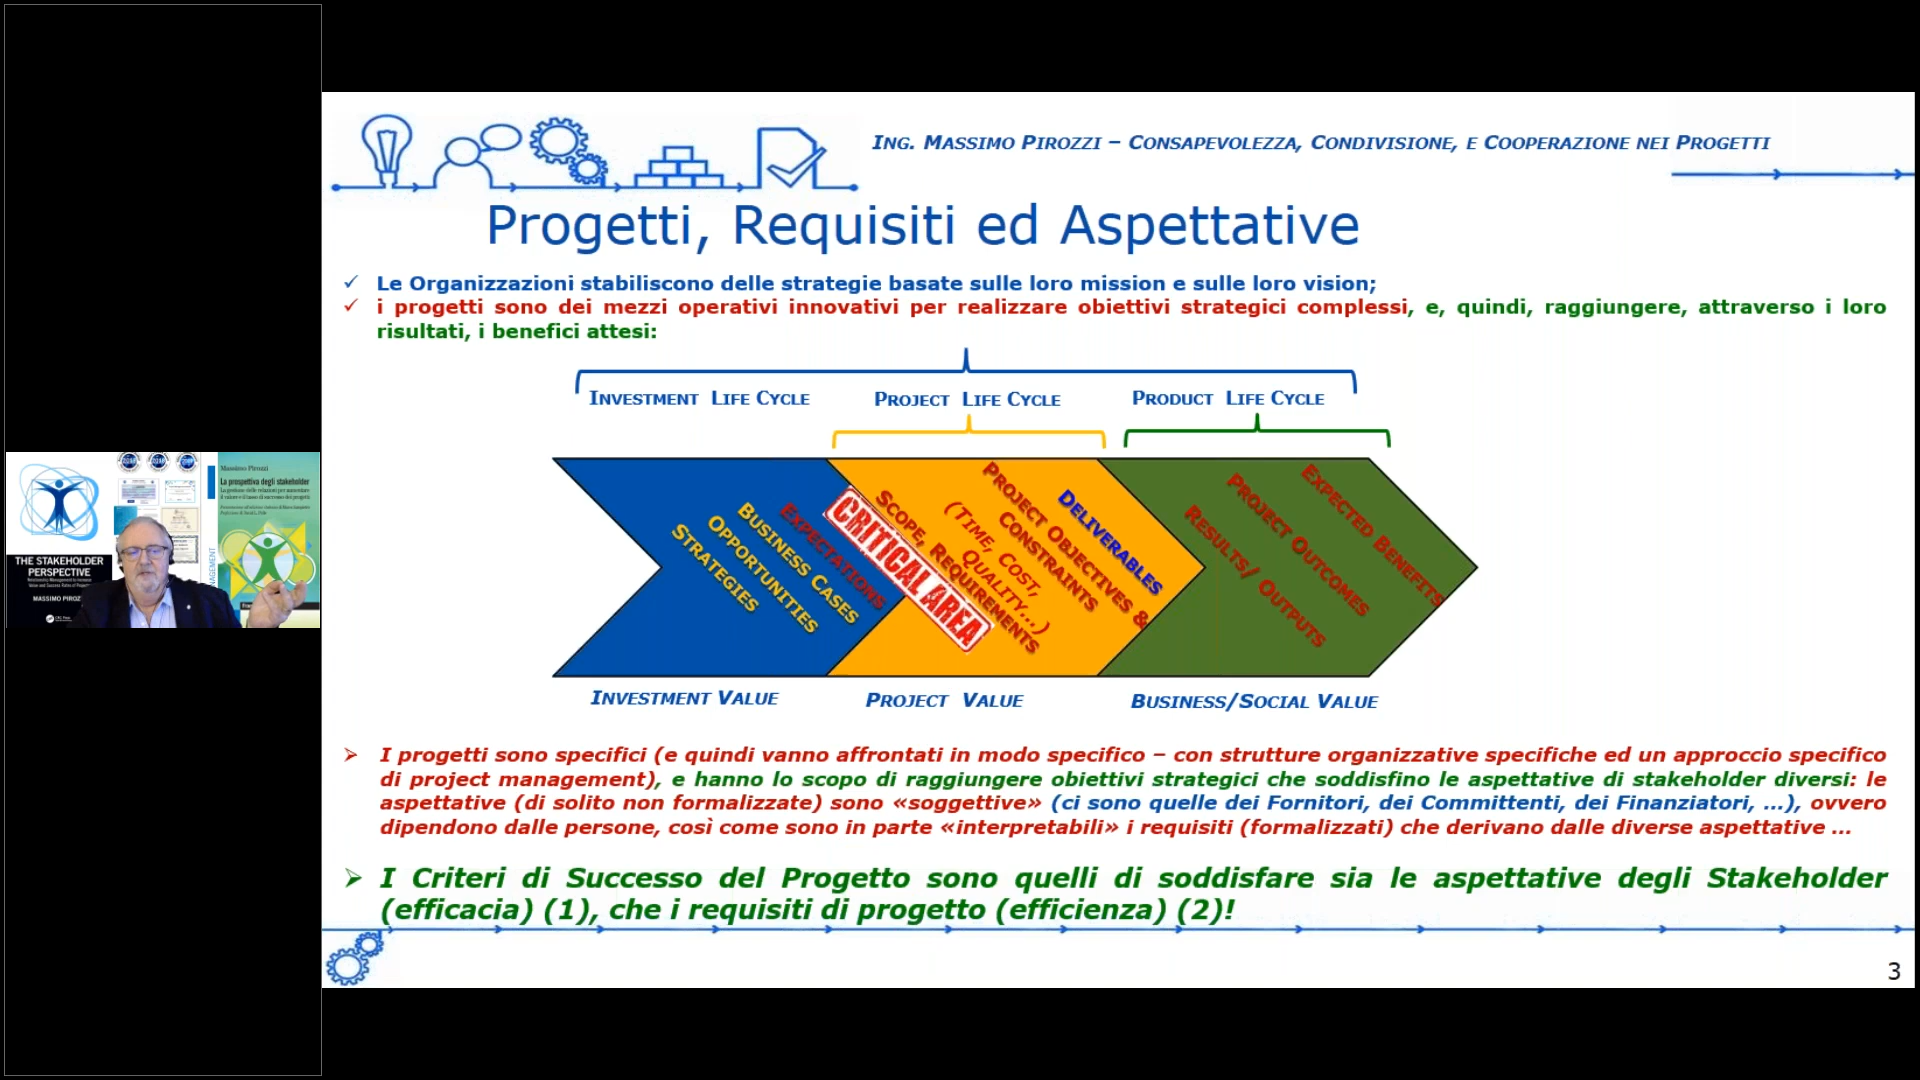 ING. MASSIMO PIROZZI – CONSAPEVOLEZZA, CONDIVISIONE, E COOPERAZIONE NEI PROGETTI
Progetti, Requisiti ed Aspettative
✓ Le Organizzazioni stabiliscono delle strategie basate sulle loro mission e sulle loro vision;
✓ i progetti sono dei mezzi operativi innovativi per realizzare obiettivi strategici complessi, e, quindi, raggiungere, attraverso i loro
risultati, i benefici attesi:
INVESTMENT LIFE CYCLE
PROJECT LIFE CYCLE
PRODUCT LIFE CYCLE
STRATEGIES
OPPORTUNITIES
BUSINESS CASES
EXPECTATIONS
CRITICAL AREA
SCOPE, REQUIREMENTS
(TIME, COST,
QUALITY...)
CONSTRAINTS
PROJECT OBJECTIVES &
DELIVERABLES
RESULTS/ OUTPUTS
PROJECT OUTCOMES
EXPECTED BENEFITS
INVESTMENT VALUE
PROJECT VALUE
BUSINESS/SOCIAL VALUE
➢ I progetti sono specifici (e quindi vanno affrontati in modo specifico – con strutture organizzative specifiche ed un approccio specifico
di project management), e hanno lo scopo di raggiungere obiettivi strategici che soddisfino le aspettative di stakeholder diversi: le
aspettative (di solito non formalizzate) sono «soggettive» (ci sono quelle dei Fornitori, dei Committenti, dei Finanziatori, …), ovvero
dipendono dalle persone, così come sono in parte «interpretabili» i requisiti (formalizzati) che derivano dalle diverse aspettative …
➢ I Criteri di Successo del Progetto sono quelli di soddisfare sia le aspettative degli Stakeholder
(efficacia) (1), che i requisiti di progetto (efficienza) (2)!
3
Massimo Pirozzi
La prospettiva degli stakeholder
THE STAKEHOLDER
PERSPECTIVE
MASSIMO